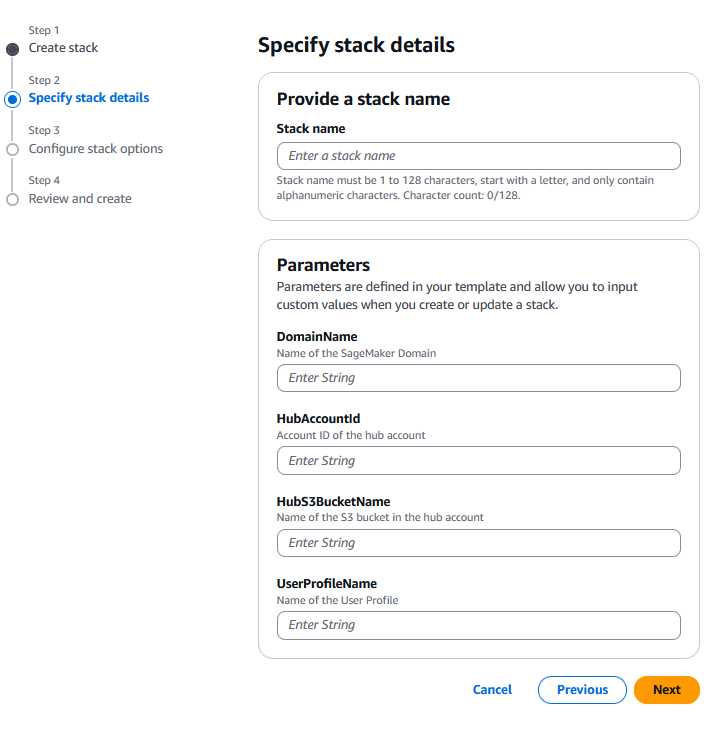 Step 1
Create stack
Step 2
Specify stack details
Step 3
Configure stack options
Step 4
Review and create
Specify stack details
Provide a stack name
Stack name
Enter a stack name
Stack name must be 1 to 128 characters, start with a letter, and only contain
alphanumeric characters. Character count: 0/128.
Parameters
Parameters are defined in your template and allow you to input
custom values when you create or update a stack.
DomainName
Name of the SageMaker Domain
Enter String
HubAccountId
Account ID of the hub account
Enter String
HubS3BucketName
Name of the S3 bucket in the hub account
Enter String
UserProfileName
Name of the User Profile
Enter String
Cancel
Previous
Next